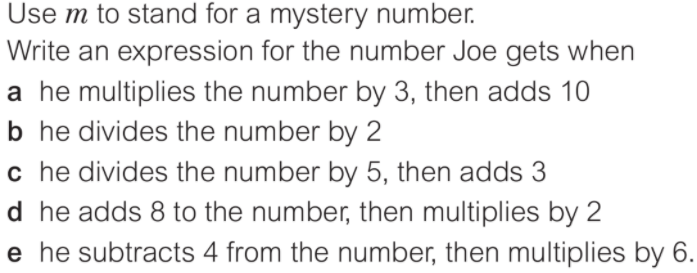 Use m to stand for a mystery number.
Write an expression for the number Joe gets when
a he multiplies the number by 3, then adds 10
b he divides the number by 2
c he divides the number by 5, then adds 3
d he adds 8 to the number, then multiplies by 2
e he subtracts 4 from the number, then multiplies by 6.